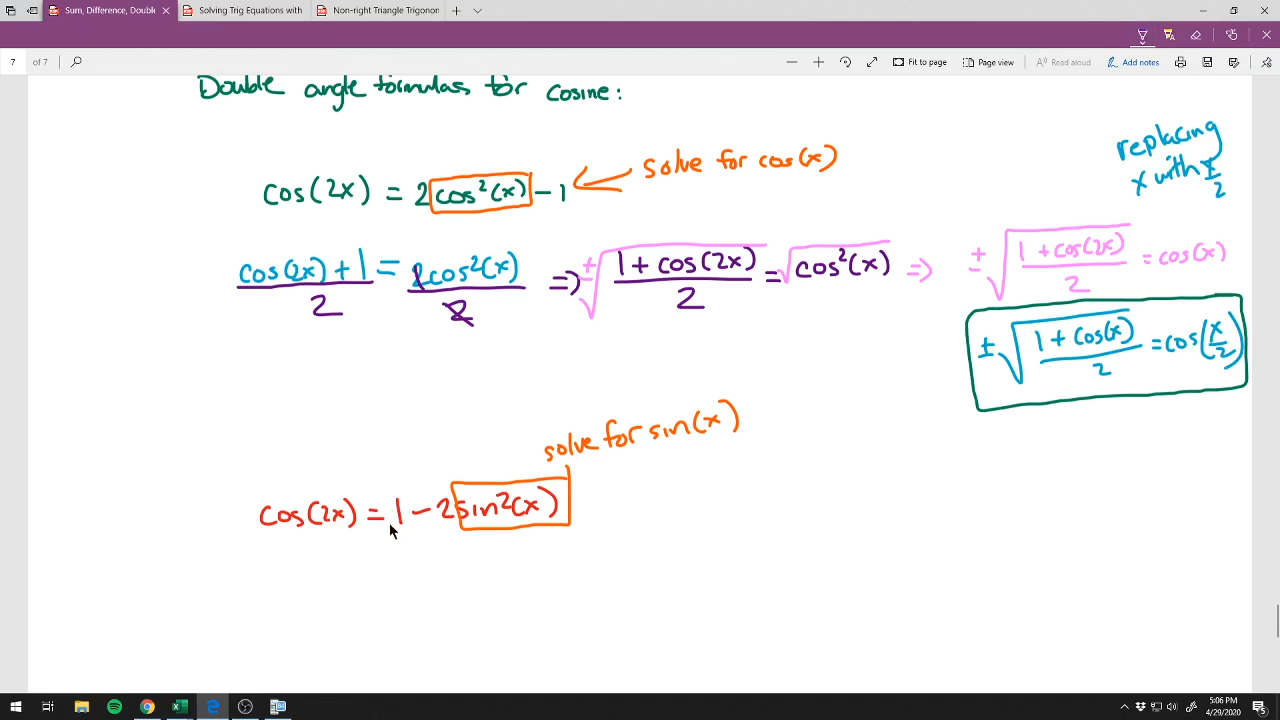 Sum, Difference, Double
Solving Trig Equations with
Non-right Triangle Trigonom
7 of 7
Fit to page
Page view
Read aloud
Add notes
Double angle formulas for cosine:
replacing
x with x/2
solve for cos(x)
cos(2x) = 2cos²(x) - 1
(cos(2x) + 1)/2 = 2cos²(x)/2 => ±√((1 + cos(2x))/2) = √cos²(x) => ±√((1 + cos(2x))/2) = cos(x)
±√((1 + cos(x))/2) = cos(x/2)
solve for sin(x)
cos(2x) = 1 - 2sin²(x)
5:06 PM
4/29/2020